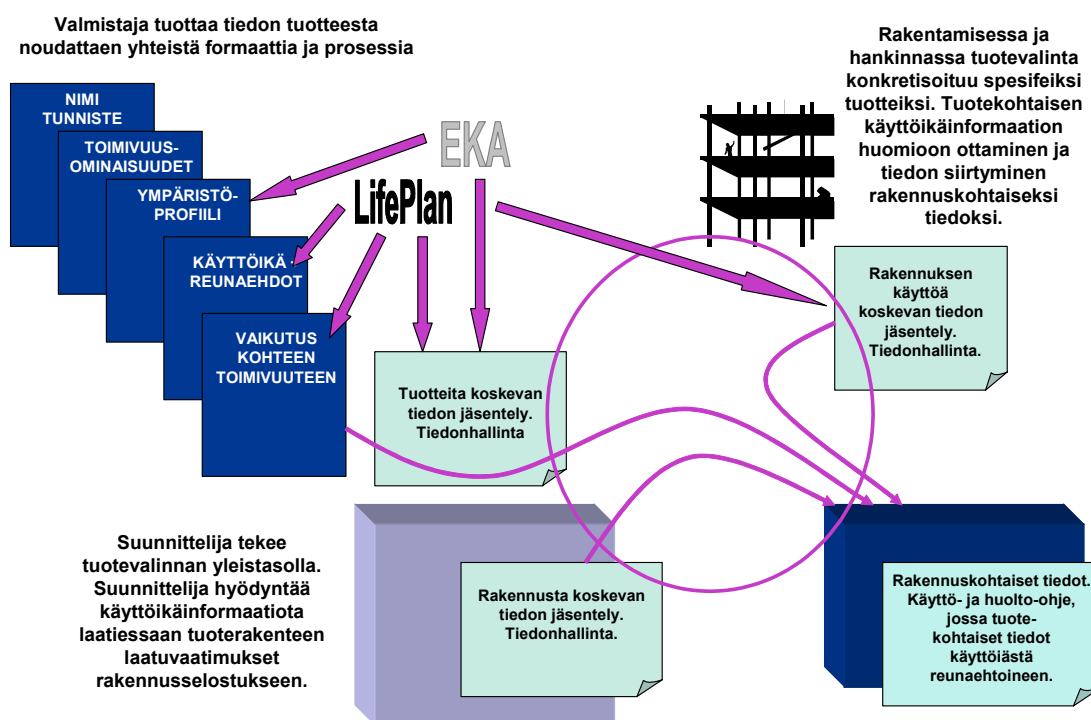 Valmistaja tuottaa tiedon tuotteesta
noudattaen yhteistä formaattia ja prosessia
NIMI
TUNNISTE
TOIMIVUUS-
OMINAISUUDET
YMPÄRISTÖ-
PROFIILI
KÄYTTÖIKÄ -
REUNAEHDOT
VAIKUTUS
KOHTEEN
TOIMIVUUTEEN
EKA
LifePlan
Rakentamisessa ja
hankinnassa tuotevalinta
konkretisoituu spesifeiksi
tuotteiksi. Tuotekohtaisen
käyttöikäinformaation
huomioon ottaminen ja
tiedon siirtyminen
rakennuskohtaiseksi
tiedoksi.
Rakennuksen
käyttöä
koskevan tiedon
jäsentely.
Tiedonhallinta.
Tuotteita koskevan
tiedon jäsentely.
Tiedonhallinta
Suunnittelija tekee
tuotevalinnan yleistasolla.
Suunnittelija hyödyntää
käyttöikäinformaatiota
laatiessaan tuoterakenteen
laatuvaatimukset
rakennusselostukseen.
Rakennusta koskevan
tiedon jäsentely.
Tiedonhallinta.
Rakennuskohtaiset tiedot.
Käyttö- ja huolto-ohje,
jossa tuote-
kohtaiset tiedot
käyttöiästä
reunaehtoineen.